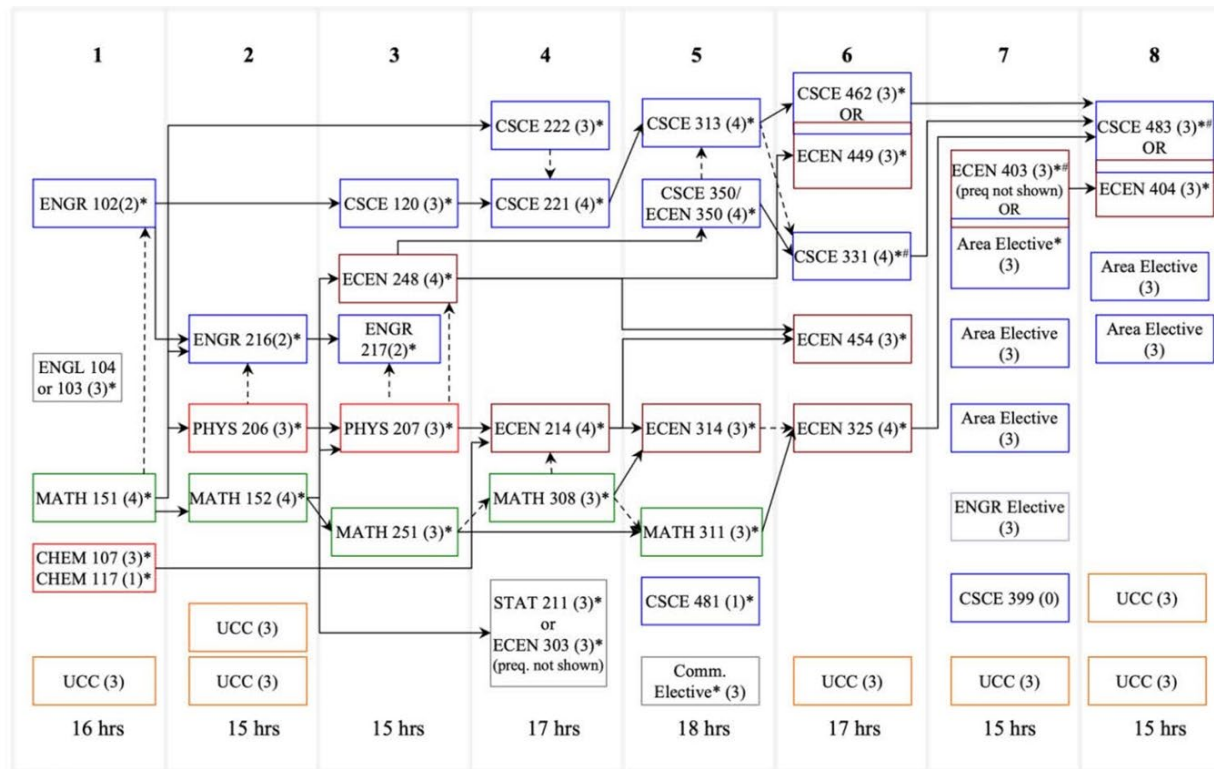 1
2
3
4
5
6
7
8
ENGR 102(2)*
ENGL 104
or 103 (3)*
MATH 151 (4)*
CHEM 107 (3)*
CHEM 117 (1)*
UCC (3)
16 hrs
ENGR 216(2)*
PHYS 206 (3)*
MATH 152 (4)*
UCC (3)
UCC (3)
15 hrs
CSCE 120 (3)*
ECEN 248 (4)*
ENGR
217(2)*
PHYS 207 (3)*
MATH 251 (3)*
15 hrs
CSCE 222 (3)*
CSCE 221 (4)*
ECEN 214 (4)*
MATH 308 (3)*
STAT 211 (3)*
or
ECEN 303 (3)*
(preq. not shown)
17 hrs
CSCE 313 (4)*
CSCE 350/
ECEN 350 (4)*
ECEN 314 (3)*
MATH 311 (3)*
CSCE 481 (1)*
Comm.
Elective* (3)
18 hrs
CSCE 462 (3)*
OR
ECEN 449 (3)*
CSCE 331 (4)*#
ECEN 454 (3)*
ECEN 325 (4)*
UCC (3)
17 hrs
ECEN 403 (3)*#
(preq not shown)
OR
Area Elective*
(3)
Area Elective
(3)
Area Elective
(3)
ENGR Elective
(3)
CSCE 399 (0)
UCC (3)
15 hrs
CSCE 483 (3)*#
OR
ECEN 404 (3)*
Area Elective
(3)
Area Elective
(3)
UCC (3)
UCC (3)
15 hrs